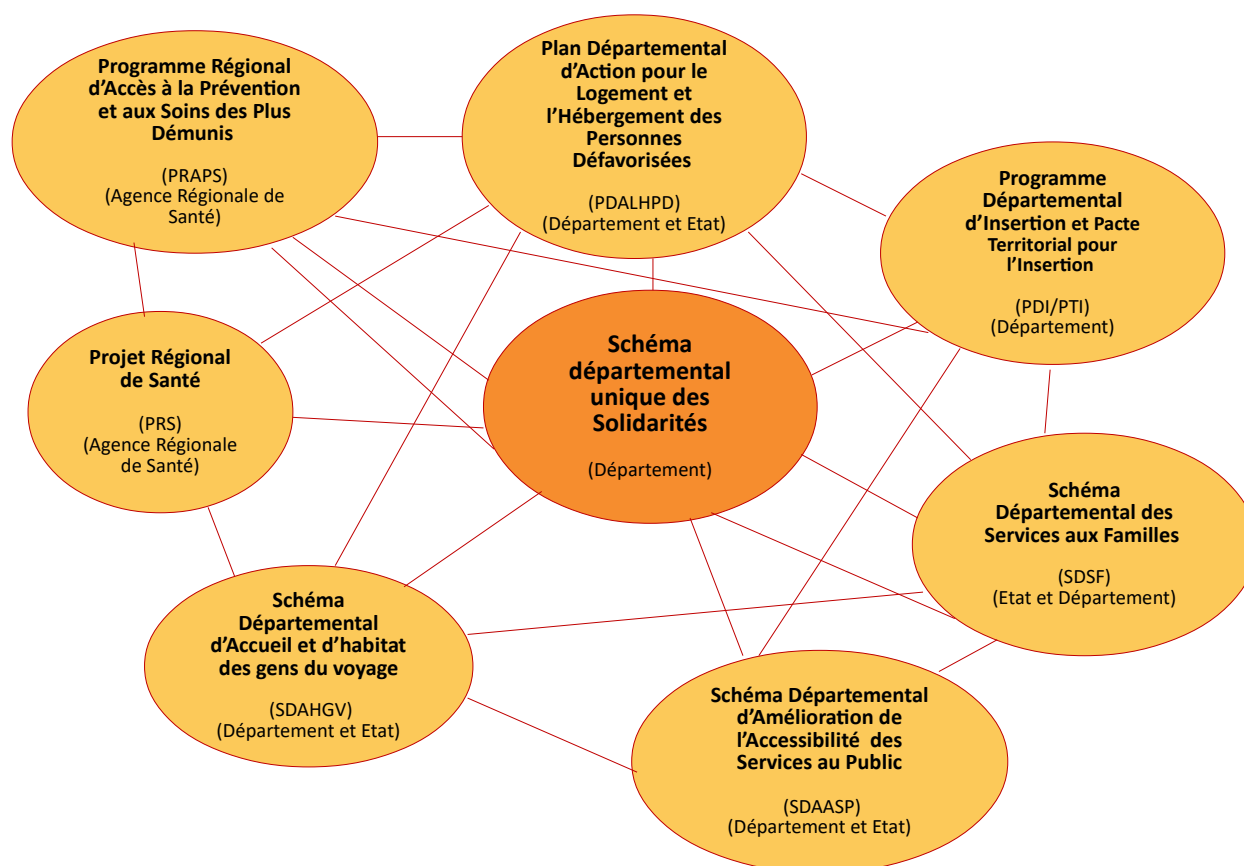 Programme Régional
d’Accès à la Prévention
et aux Soins des Plus
Démunis
(PRAPS)
(Agence Régionale de
Santé)
Plan Départemental
d’Action pour le
Logement et
l’Hébergement des
Personnes
Défavorisées
(PDALHPD)
(Département et Etat)
Programme
Départemental
d’Insertion et Pacte
Territorial pour
l’Insertion
(PDI/PTI)
(Département)
Projet Régional
de Santé
(PRS)
(Agence Régionale
de Santé)
Schéma
départemental
unique des
Solidarités
(Département)
Schéma
Départemental des
Services aux Familles
(SDSF)
(Etat et Département)
Schéma
Départemental
d’Accueil et d’habitat
des gens du voyage
(SDAHGV)
(Département et Etat)
Schéma Départemental
d’Amélioration de
l’Accessibilité des
Services au Public
(SDAASP)
(Département et Etat)